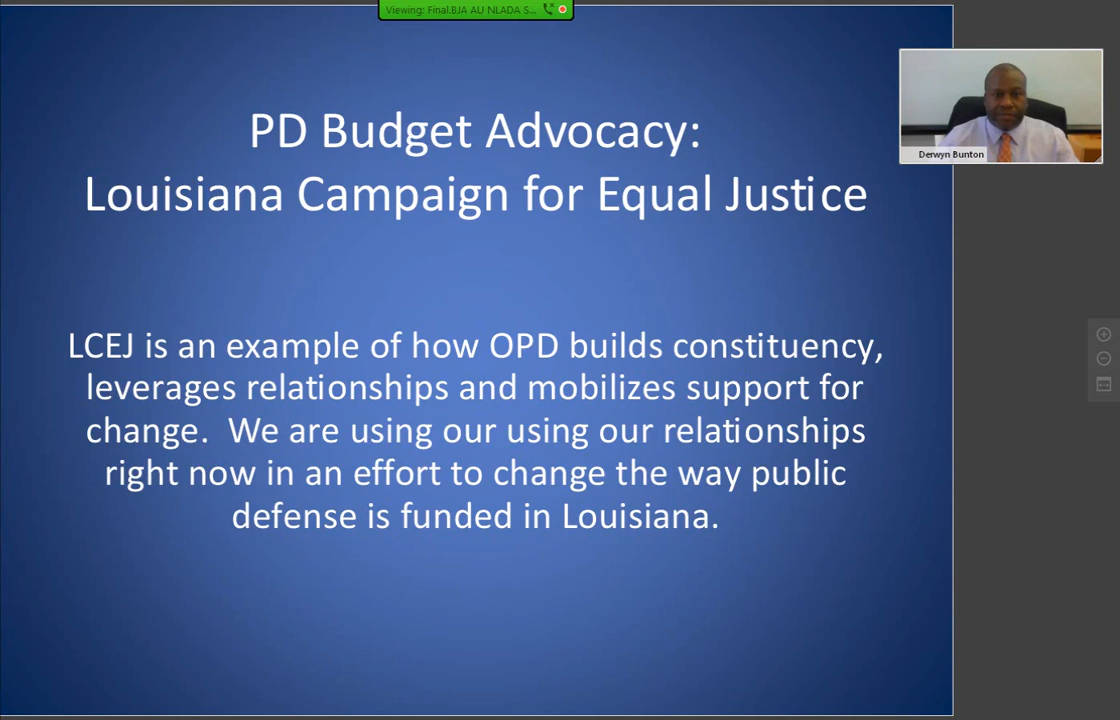 Viewing: Final.BJA AU NLADA S...
PD Budget Advocacy:
Louisiana Campaign for Equal Justice
Derwyn Bunton
LCEJ is an example of how OPD builds constituency,
leverages relationships and mobilizes support for
change.  We are using our using our relationships
right now in an effort to change the way public
defense is funded in Louisiana.